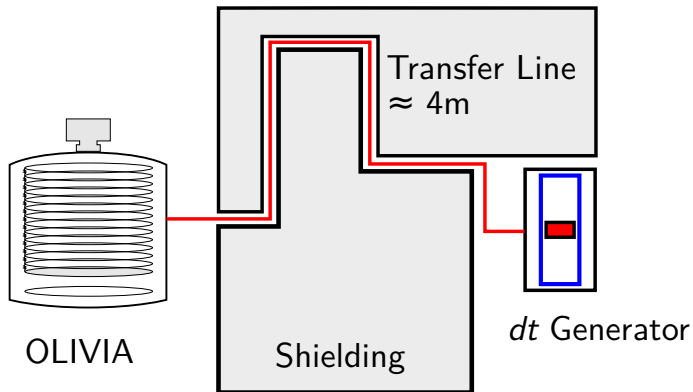 Transfer Line
≈ 4m
OLIVIA
Shielding
dt Generator